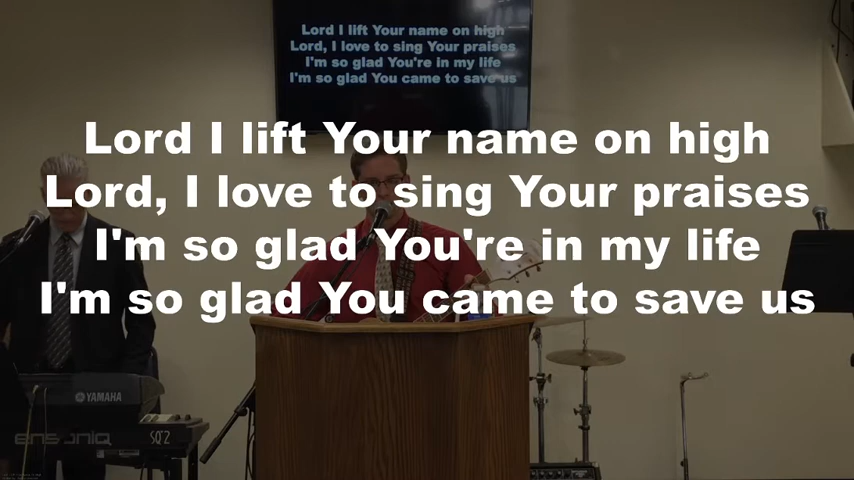 Lord I lift Your name on high
Lord, I love to sing Your praises
I'm so glad You're in my life
I'm so glad You came to save us
Lord I lift Your name on high
Lord, I love to sing Your praises
I'm so glad You're in my life
I'm so glad You came to save us
YAMAHA
ensoniq SQ2